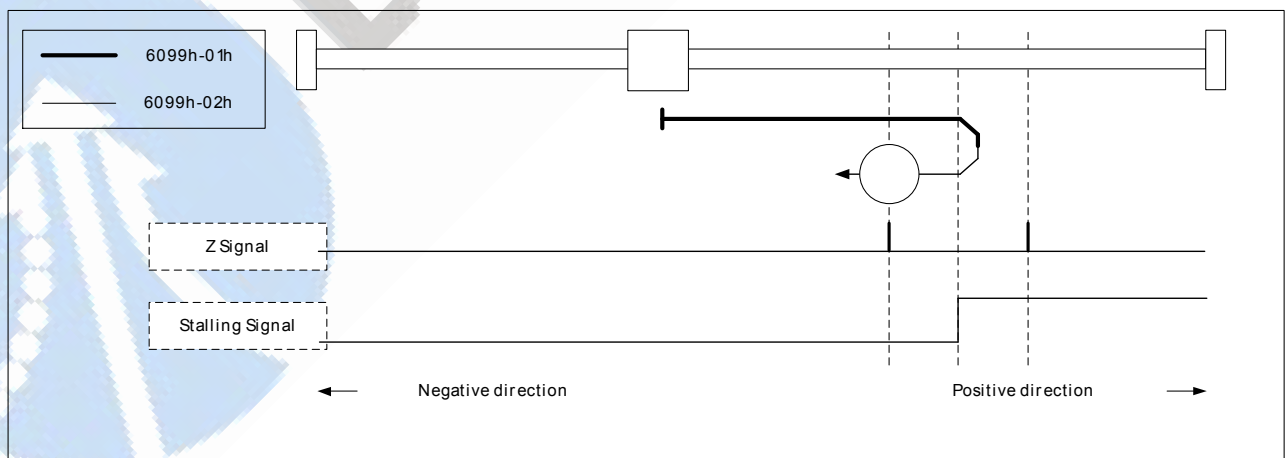 6099h-01h
6099h-02h
Z Signal
Stalling Signal
Negative direction
Positive direction